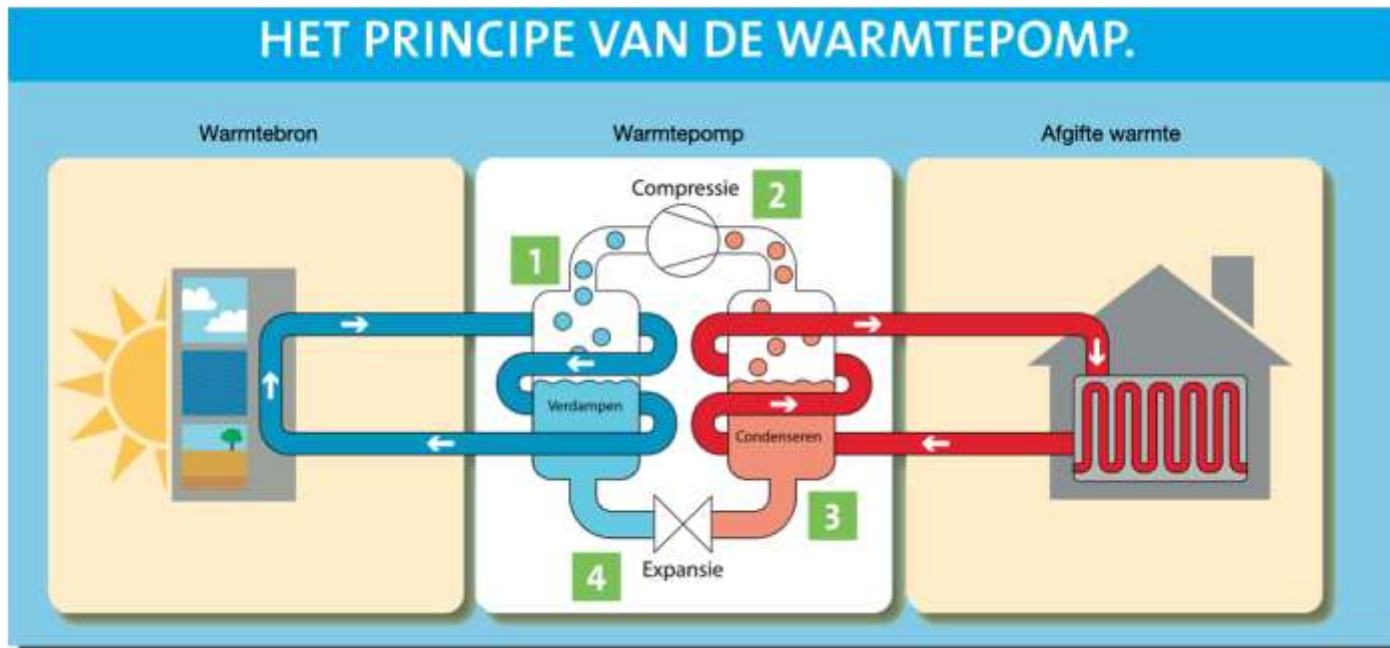 HET PRINCIPE VAN DE WARMTEPOMP.
Warmtebron
Warmtepomp
Afgifte warmte
Compressie
2
1
Verdampen
Condenseren
3
4
Expansie